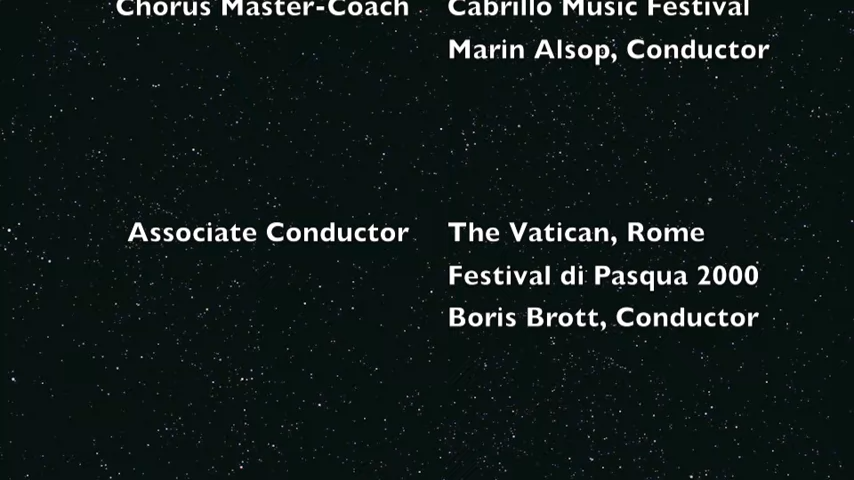 Chorus Master-Coach Cabrillo Music Festival
Marin Alsop, Conductor
Associate Conductor The Vatican, Rome
Festival di Pasqua 2000
Boris Brott, Conductor